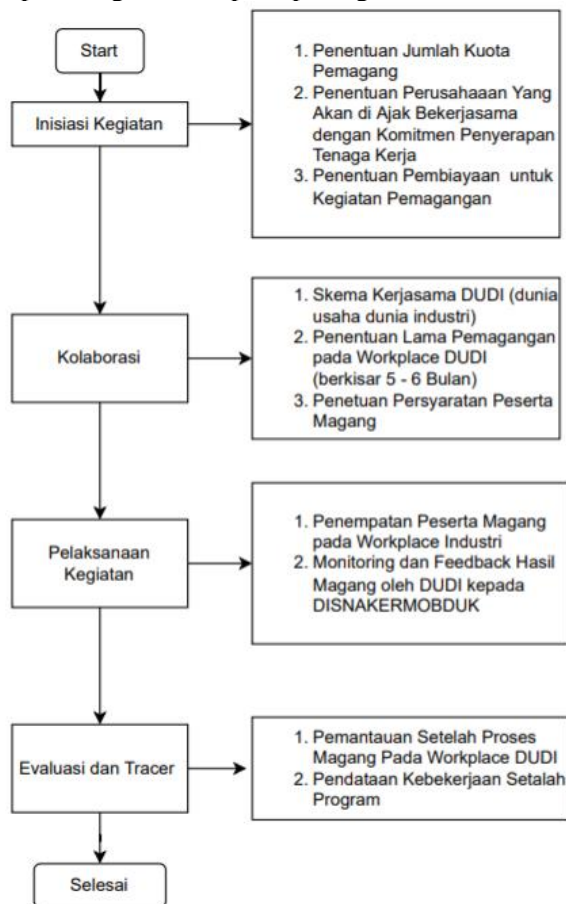 Start
Inisiasi Kegiatan
1. Penentuan Jumlah Kuota
Pemagang
2. Penentuan Perusahaaan Yang
Akan di Ajak Bekerjasama
dengan Komitmen Penyerapan
Tenaga Kerja
3. Penentuan Pembiayaan untuk
Kegiatan Pemagangan
Kolaborasi
1. Skema Kerjasama DUDI (dunia
usaha dunia industri)
2. Penentuan Lama Pemagangan
pada Workplace DUDI
(berkisar 5 - 6 Bulan)
3. Penetuan Persyaratan Peserta
Magang
Pelaksanaan
Kegiatan
1. Penempatan Peserta Magang
pada Workplace Industri
2. Monitoring dan Feedback Hasil
Magang oleh DUDI kepada
DISNAKERMOBDUK
Evaluasi dan Tracer
1. Pemantauan Setelah Proses
Magang Pada Workplace DUDI
2. Pendataan Kebekerjaan Setalah
Program
Selesai